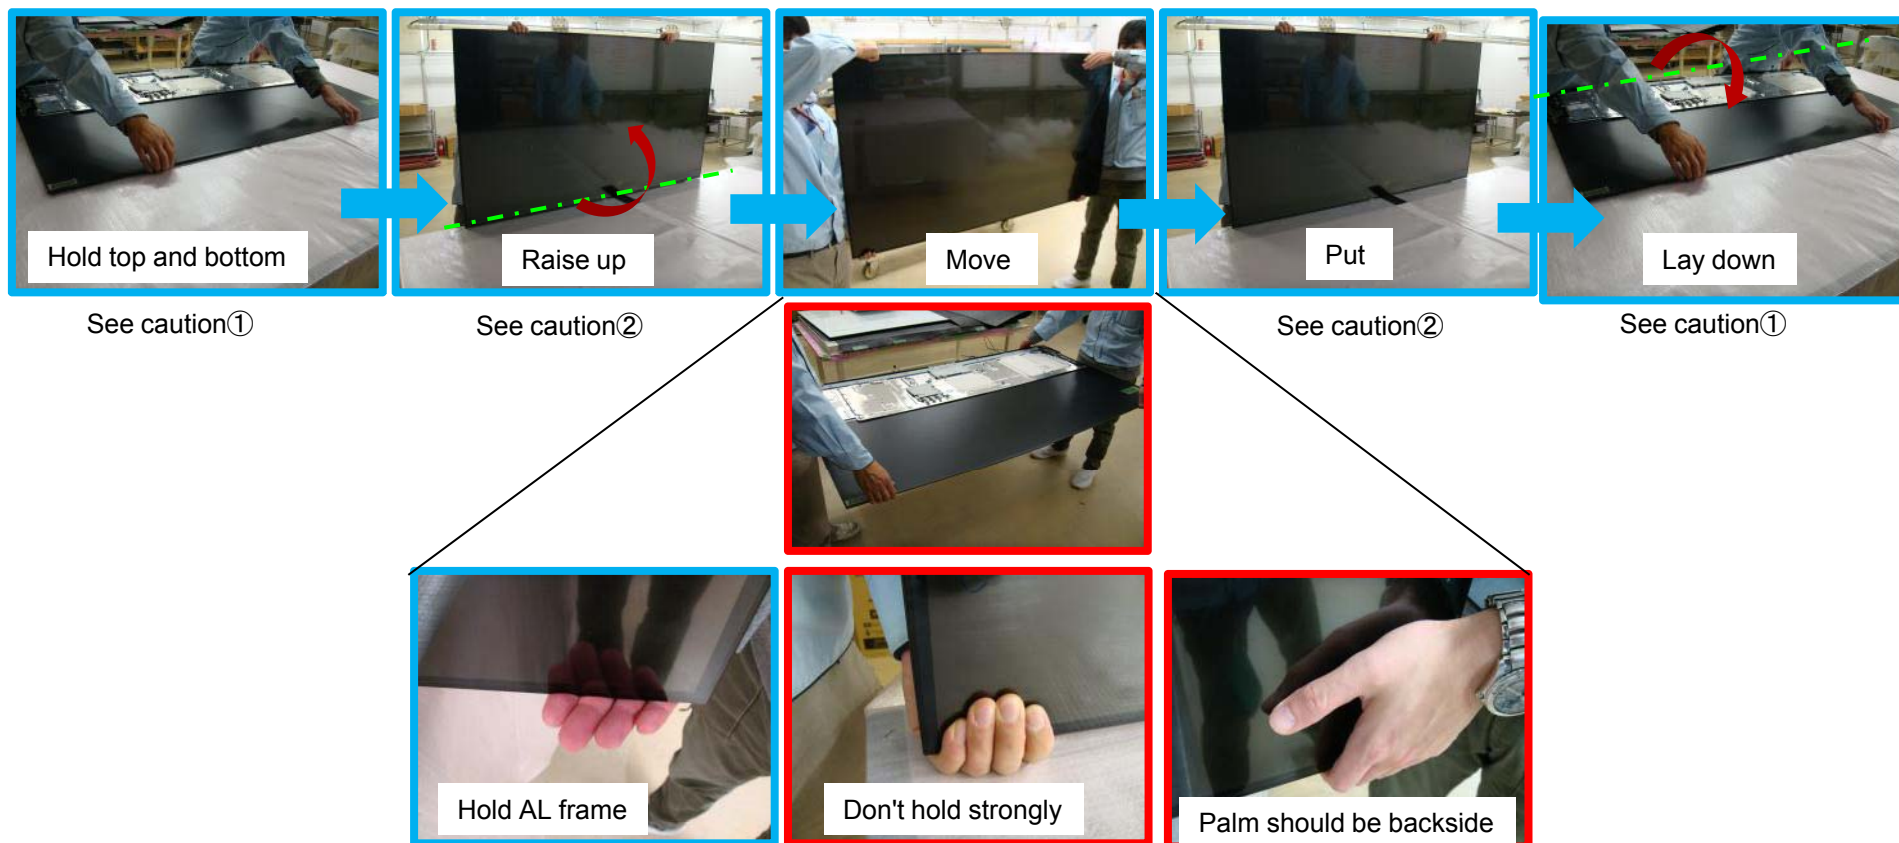 Hold top and bottom
Raise up
Move
Put
Lay down
See caution①
See caution②
See caution②
See caution①
Hold AL frame
Don't hold strongly
Palm should be backside